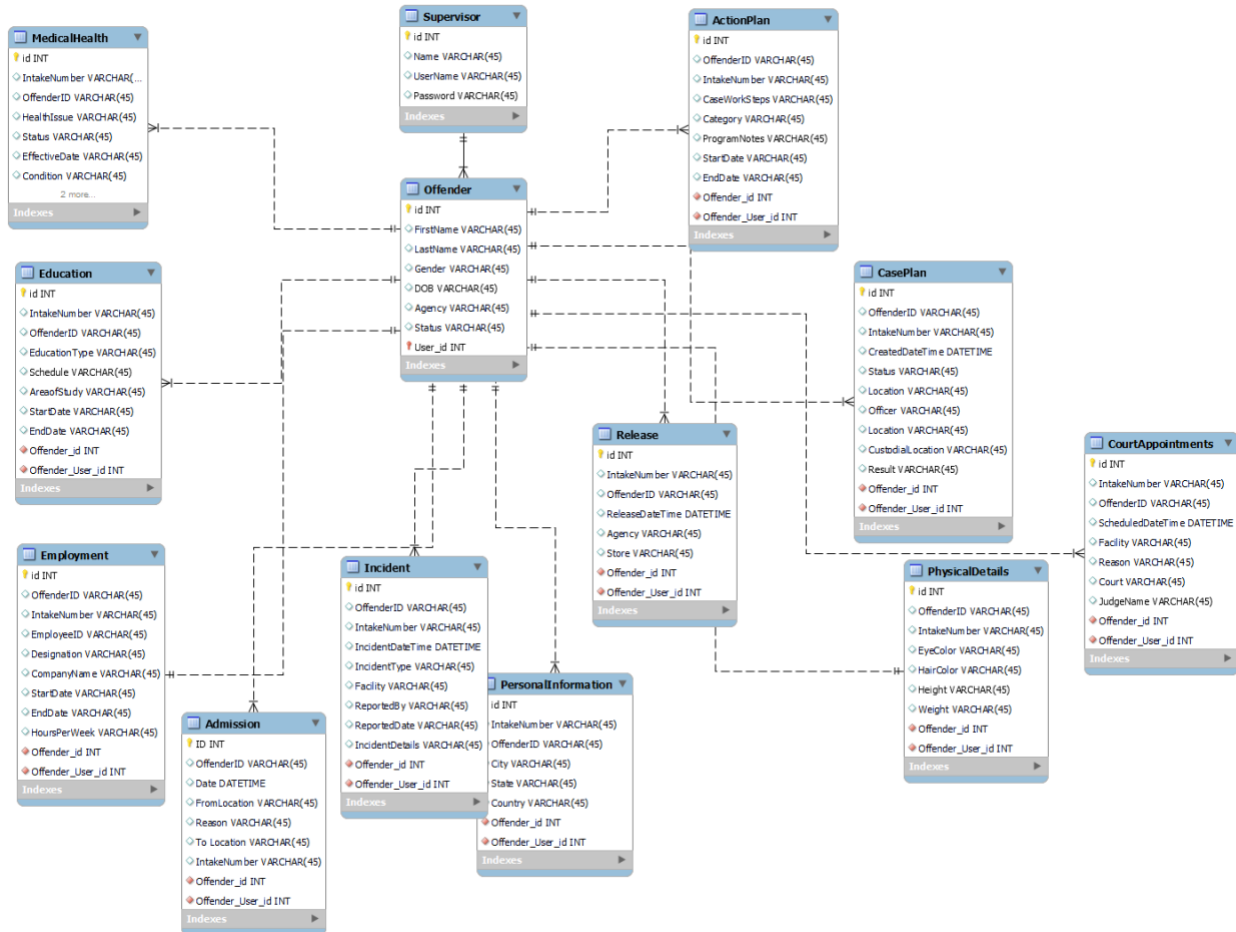 MedicalHealth
id INT
IntakeNumber VARCHAR(...
OffenderID VARCHAR(45)
HealthIssue VARCHAR(45)
Status VARCHAR(45)
EffectiveDate VARCHAR(45)
Condition VARCHAR(45)
2 more...
Indexes
Supervisor
id INT
Name VARCHAR(45)
UserName VARCHAR(45)
Password VARCHAR(45)
Indexes
ActionPlan
id INT
OffenderID VARCHAR(45)
IntakeNumber VARCHAR(45)
CaseWorkSteps VARCHAR(45)
Category VARCHAR(45)
ProgramNotes VARCHAR(45)
StartDate VARCHAR(45)
EndDate VARCHAR(45)
Offender_id INT
Offender_User_id INT
Indexes
Offender
id INT
FirstName VARCHAR(45)
LastName VARCHAR(45)
Gender VARCHAR(45)
DOB VARCHAR(45)
Agency VARCHAR(45)
Status VARCHAR(45)
User_id INT
Indexes
Education
id INT
IntakeNumber VARCHAR(45)
OffenderID VARCHAR(45)
EducationType VARCHAR(45)
Schedule VARCHAR(45)
AreaofStudy VARCHAR(45)
StartDate VARCHAR(45)
EndDate VARCHAR(45)
Offender_id INT
Offender_User_id INT
Indexes
CasePlan
id INT
OffenderID VARCHAR(45)
IntakeNumber VARCHAR(45)
CreatedDateTime DATETIME
Status VARCHAR(45)
Location VARCHAR(45)
Officer VARCHAR(45)
Location VARCHAR(45)
CustodialLocation VARCHAR(45)
Result VARCHAR(45)
Offender_id INT
Offender_User_id INT
Indexes
Release
id INT
IntakeNumber VARCHAR(45)
OffenderID VARCHAR(45)
ReleaseDateTime DATETIME
Agency VARCHAR(45)
Store VARCHAR(45)
Offender_id INT
Offender_User_id INT
Indexes
CourtAppointments
id INT
IntakeNumber VARCHAR(45)
OffenderID VARCHAR(45)
ScheduledDateTime DATETIME
Facility VARCHAR(45)
Reason VARCHAR(45)
Court VARCHAR(45)
JudgeName VARCHAR(45)
Offender_id INT
Offender_User_id INT
Indexes
Employment
id INT
OffenderID VARCHAR(45)
IntakeNumber VARCHAR(45)
EmployeeID VARCHAR(45)
Designation VARCHAR(45)
CompanyName VARCHAR(45)
StartDate VARCHAR(45)
EndDate VARCHAR(45)
HoursPerWeek VARCHAR(45)
Offender_id INT
Offender_User_id INT
Indexes
Incident
id INT
OffenderID VARCHAR(45)
IntakeNumber VARCHAR(45)
IncidentDateTime DATETIME
IncidentType VARCHAR(45)
Facility VARCHAR(45)
ReportedBy VARCHAR(45)
ReportedDate VARCHAR(45)
IncidentDetails VARCHAR(45)
Offender_id INT
Offender_User_id INT
Indexes
PhysicalDetails
id INT
OffenderID VARCHAR(45)
IntakeNumber VARCHAR(45)
EyeColor VARCHAR(45)
HairColor VARCHAR(45)
Height VARCHAR(45)
Weight VARCHAR(45)
Offender_id INT
Offender_User_id INT
Indexes
PersonalInformation
id INT
IntakeNumber VARCHAR(45)
OffenderID VARCHAR(45)
City VARCHAR(45)
State VARCHAR(45)
Country VARCHAR(45)
Offender_id INT
Offender_User_id INT
Indexes
Admission
ID INT
OffenderID VARCHAR(45)
Date DATETIME
FromLocation VARCHAR(45)
Reason VARCHAR(45)
To Location VARCHAR(45)
IntakeNumber VARCHAR(45)
Offender_id INT
Offender_User_id INT
Indexes